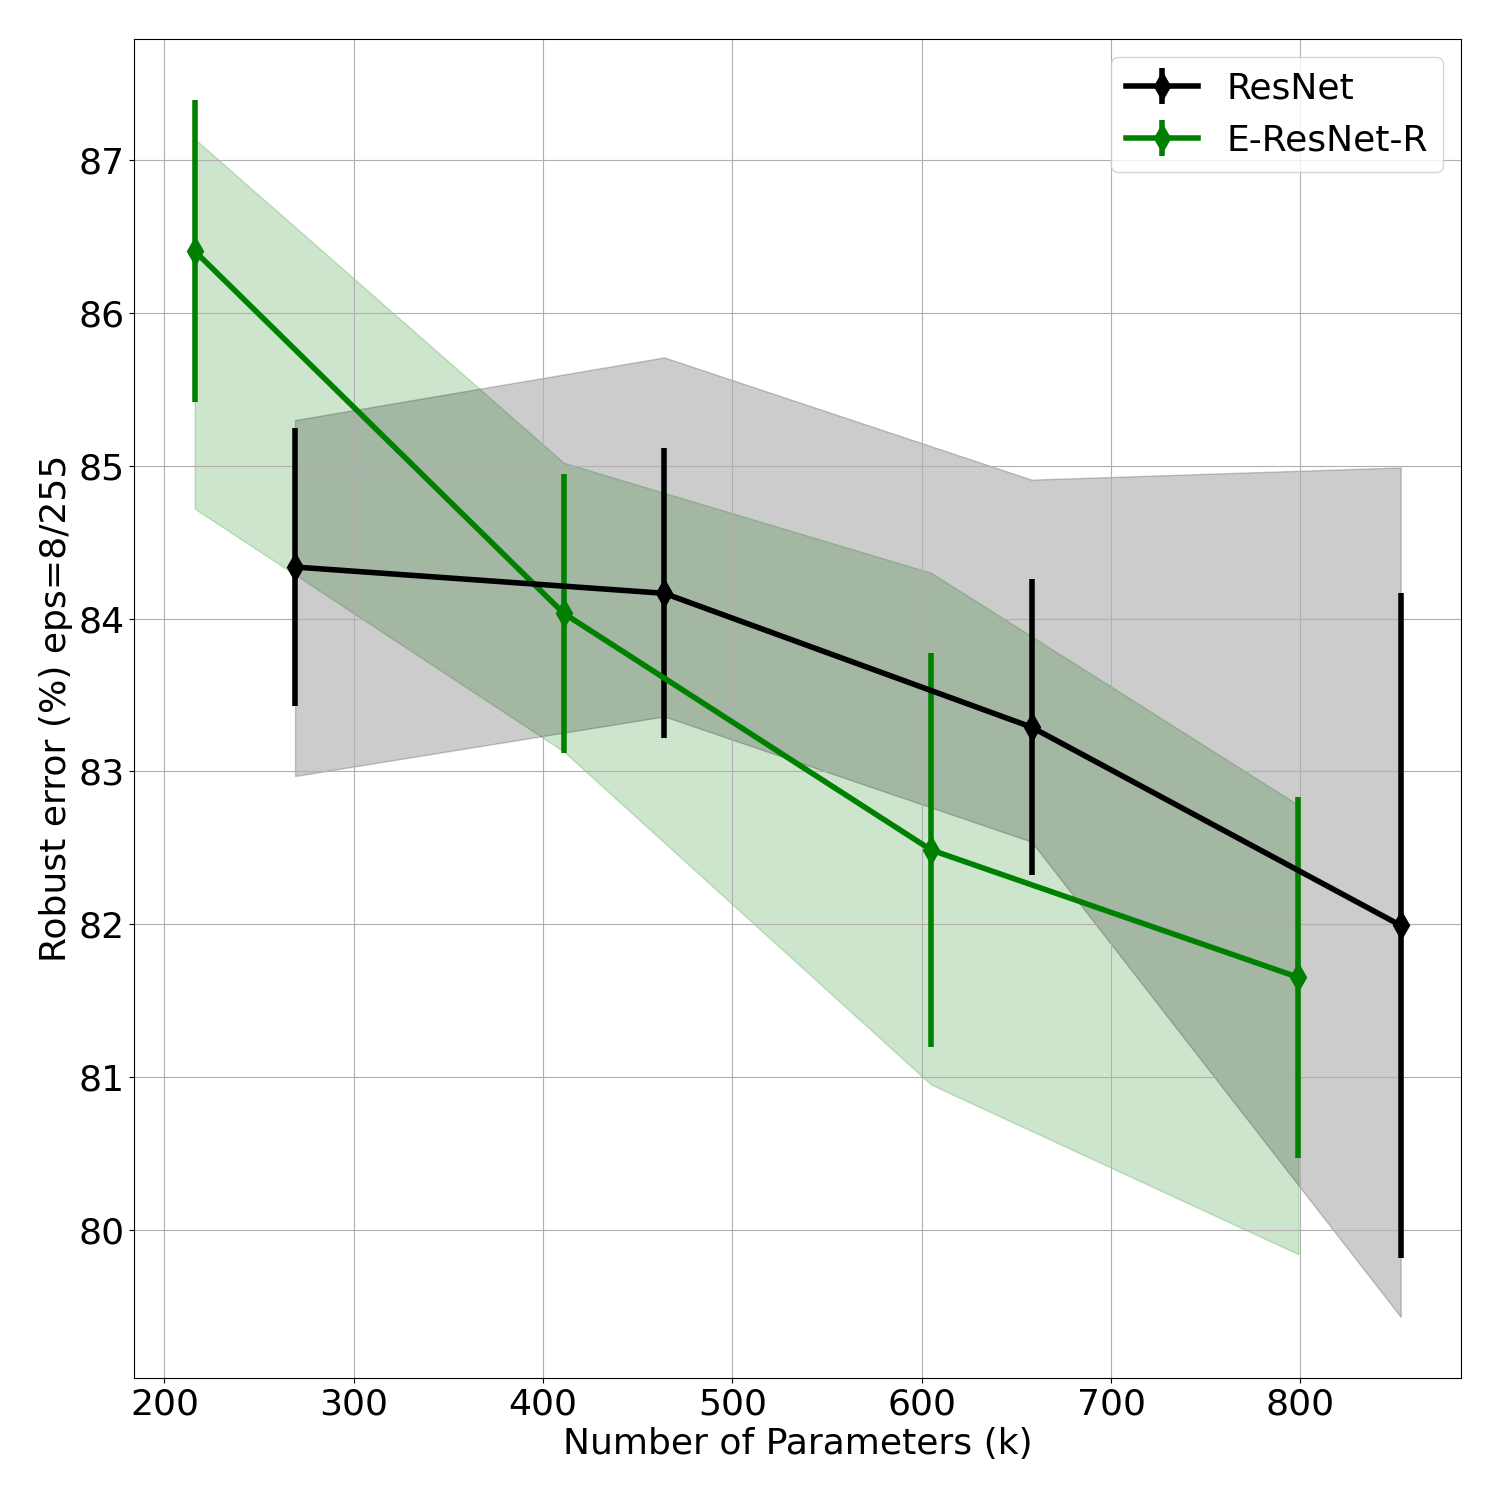 ResNet
E-ResNet-R
87
86
85
84
83
82
81
80
Robust error (%) eps=8/255
200 300 400 500 600 700 800
Number of Parameters (k)